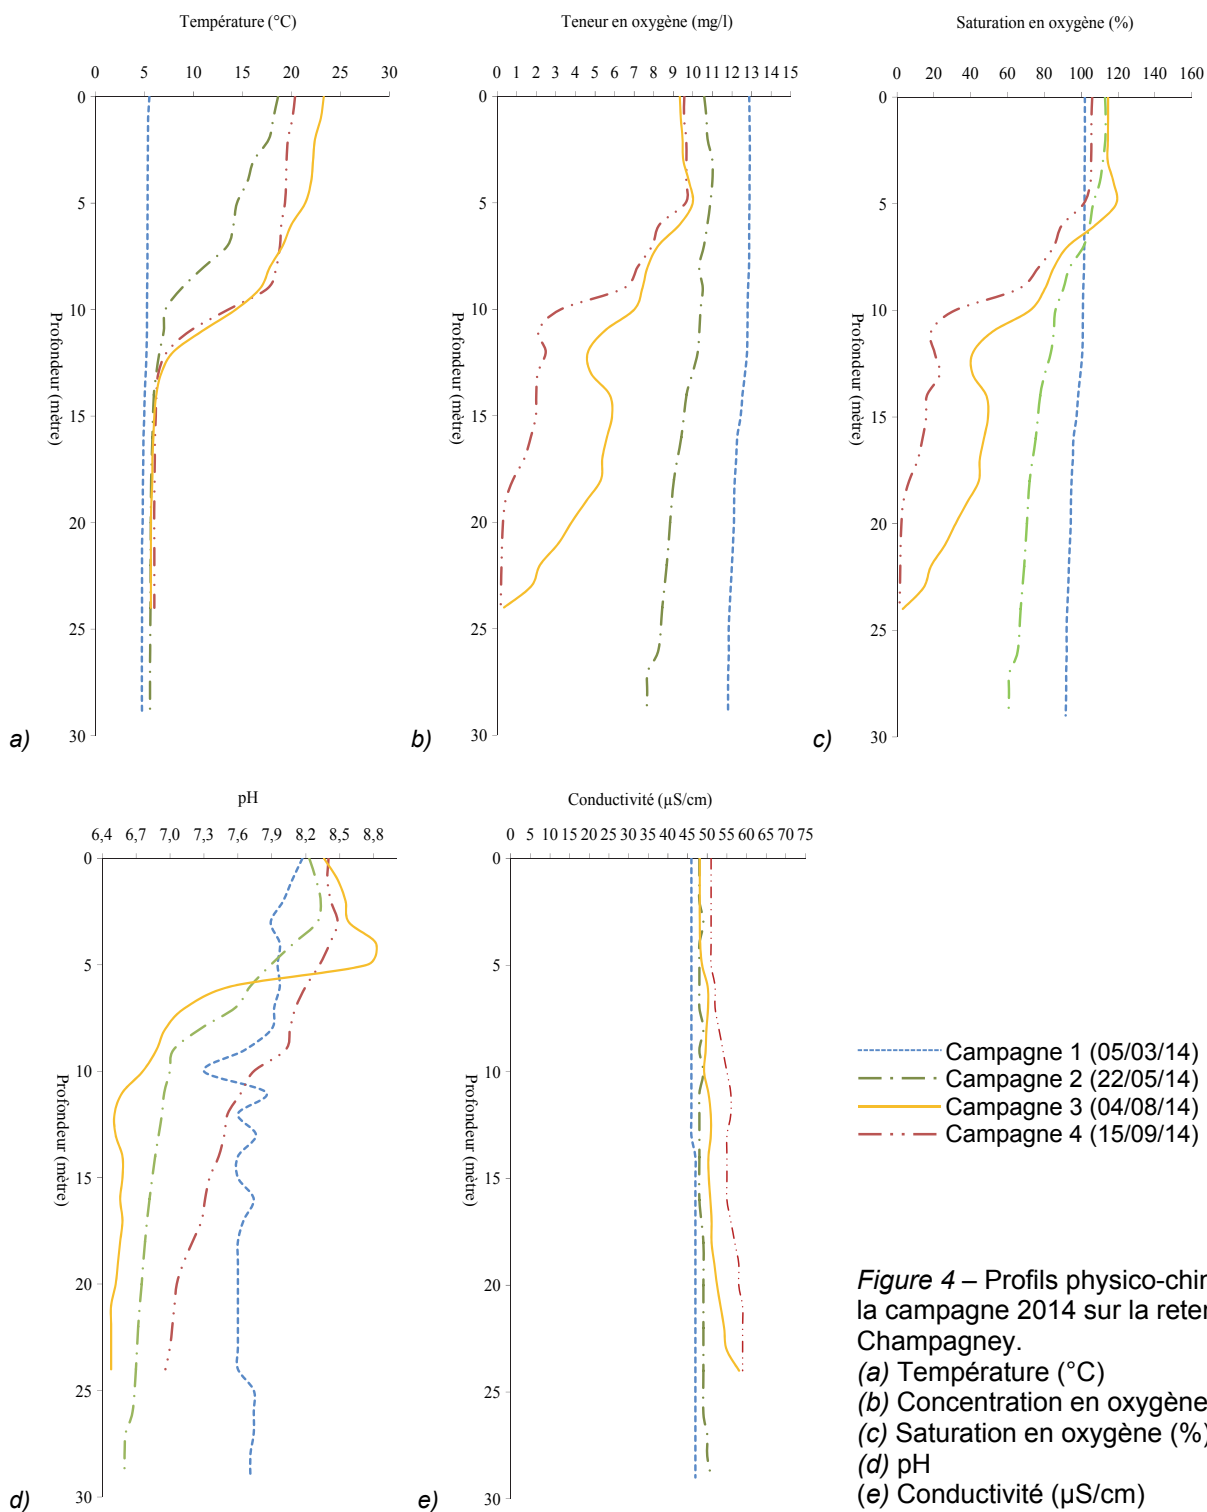 Température (°C)
0 5 10 15 20 25 30
0
5
10
15
20
25
30
Profondeur (mètre)
a)
Teneur en oxygène (mg/l)
0 1 2 3 4 5 6 7 8 9 10 11 12 13 14 15
0
5
10
15
20
25
30
Profondeur (mètre)
b)
Saturation en oxygène (%)
0 20 40 60 80 100 120 140 160
0
5
10
15
20
25
30
Profondeur (mètre)
c)
pH
6,4 6,7 7,0 7,3 7,6 7,9 8,2 8,5 8,8
0
5
10
15
20
25
30
Profondeur (mètre)
d)
Conductivité (µS/cm)
0 5 10 15 20 25 30 35 40 45 50 55 60 65 70 75
0
5
10
15
20
25
30
Profondeur (mètre)
e)
Campagne 1 (05/03/14)
Campagne 2 (22/05/14)
Campagne 3 (04/08/14)
Campagne 4 (15/09/14)
Figure 4 – Profils
la campagne 2014 sur la
Champagney.
(a) Température (°C)
(b) Concentration en oxygène
(c) Saturation en oxygène (%)
(d) pH
(e) Conductivité (µS/cm)